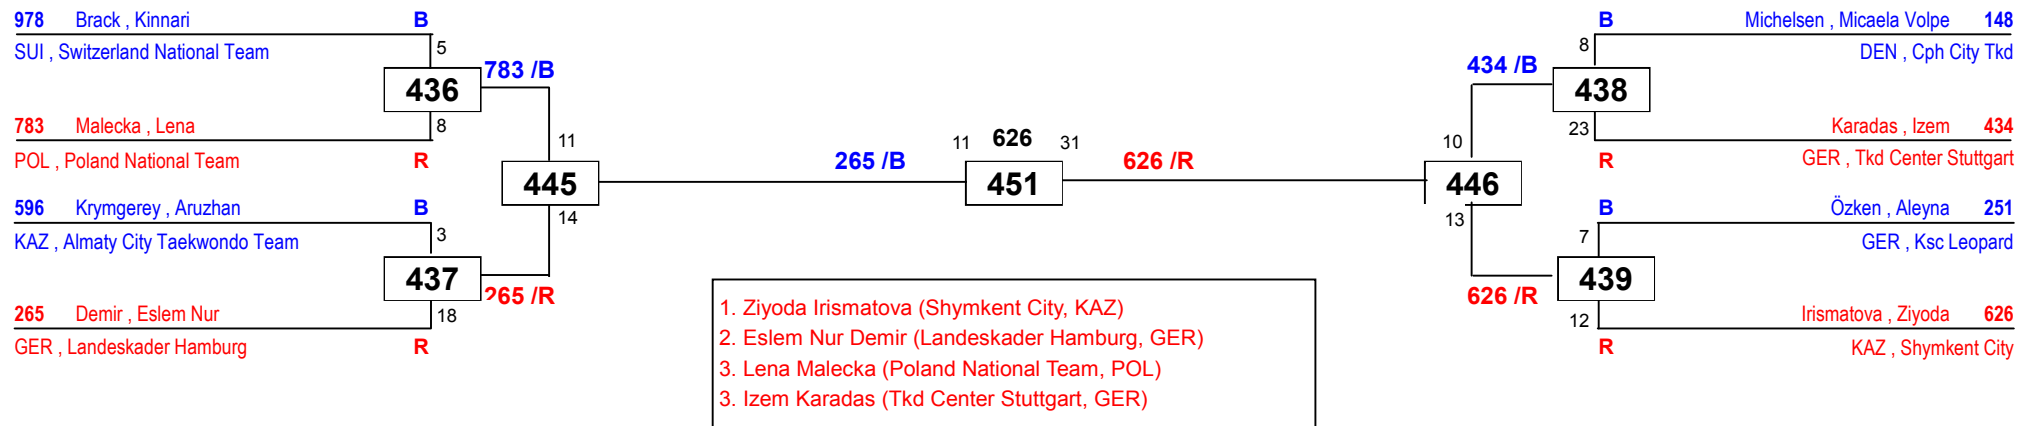 978 Brack , Kinnari B
SUI , Switzerland National Team
5
436
783 /B
8
783 Malecka , Lena
POL , Poland National Team R
11
445
14
596 Krymgerey , Aruzhan B
KAZ , Almaty City Taekwondo Team
3
437
265 /R
18
265 Demir , Eslem Nur
GER , Landeskader Hamburg R
265 /B
11 626 31
451
626 /R
B Michelsen , Micaela Volpe 148
8 DEN , Cph City Tkd
434 /B
438
23 Karadas , Izem 434
R GER , Tkd Center Stuttgart
10
446
13
B Özken , Aleyna 251
7 GER , Ksc Leopard
439
626 /R
12 Irismatova , Ziyoda 626
R KAZ , Shymkent City
1. Ziyoda Irismatova (Shymkent City, KAZ)
2. Eslem Nur Demir (Landeskader Hamburg, GER)
3. Lena Malecka (Poland National Team, POL)
3. Izem Karadas (Tkd Center Stuttgart, GER)